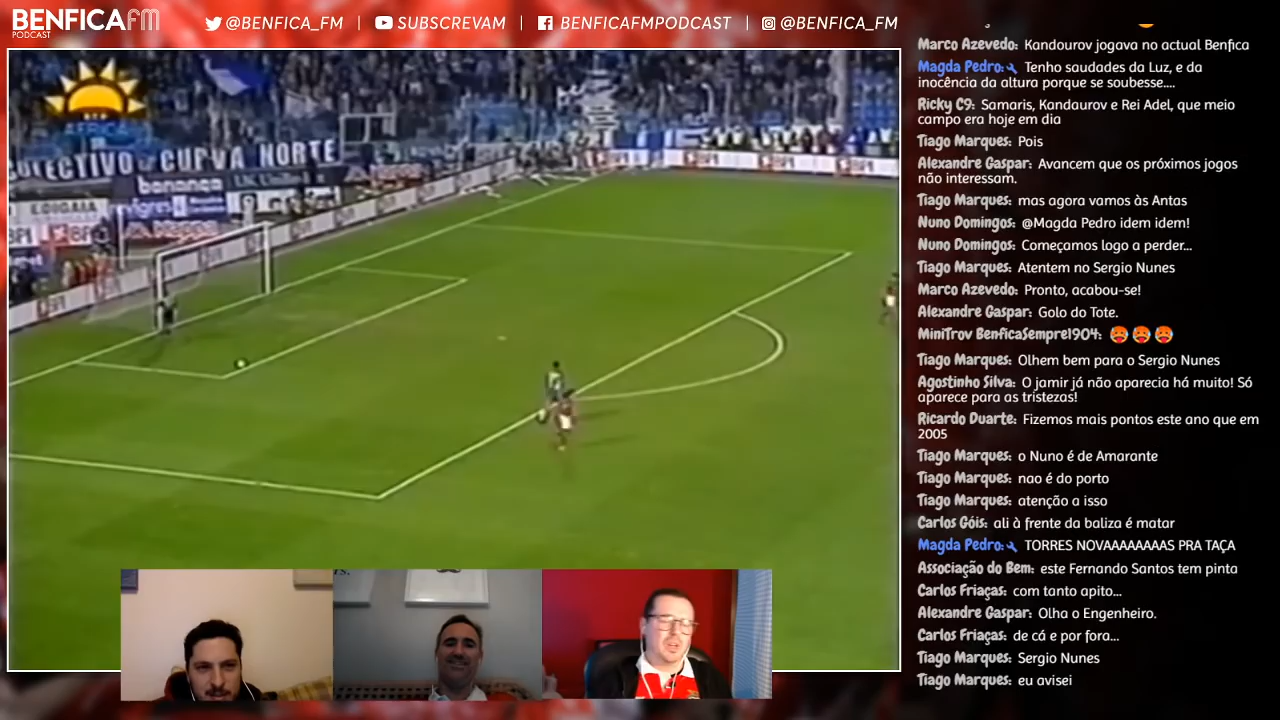 BENFICAFM
PODCAST
@BENFICA_FM | SUBSCREVAM | BENFICAFMPODCAST | @BENFICA_FM
AFRICA
COLECTIVO CURVA NORTE
bonança
BPI
Marco Azevedo: Kandourov jogava no actual Benfica
Magda Pedro: Tenho saudades da Luz, e da
inocência da altura porque se soubesse....
Ricky C9: Samaris, Kandaurov e Rei Adel, que meio
campo era hoje em dia
Tiago Marques: Pois
Alexandre Gaspar: Avancem que os próximos jogos
não interessam.
Tiago Marques: mas agora vamos às Antas
Nuno Domingos: @Magda Pedro idem idem!
Nuno Domingos: Começamos logo a perder...
Tiago Marques: Atentem no Sergio Nunes
Marco Azevedo: Pronto, acabou-se!
Alexandre Gaspar: Golo do Tote.
MiniTrov BenficaSempre1904: 🥵 🥵 🥵
Tiago Marques: Olhem bem para o Sergio Nunes
Agostinho Silva: O jamir já não aparecia há muito! Só
aparece para as tristezas!
Ricardo Duarte: Fizemos mais pontos este ano que em
2005
Tiago Marques: o Nuno é de Amarante
Tiago Marques: nao é do porto
Tiago Marques: atenção a isso
Carlos Góis: ali à frente da baliza é matar
Magda Pedro: TORRES NOVAAAAAAAAS PRA TAÇA
Associação do Bem: este Fernando Santos tem pinta
Carlos Friaças: com tanto apito...
Alexandre Gaspar: Olha o Engenheiro.
Carlos Friaças: de cá e por fora...
Tiago Marques: Sergio Nunes
Tiago Marques: eu avisei